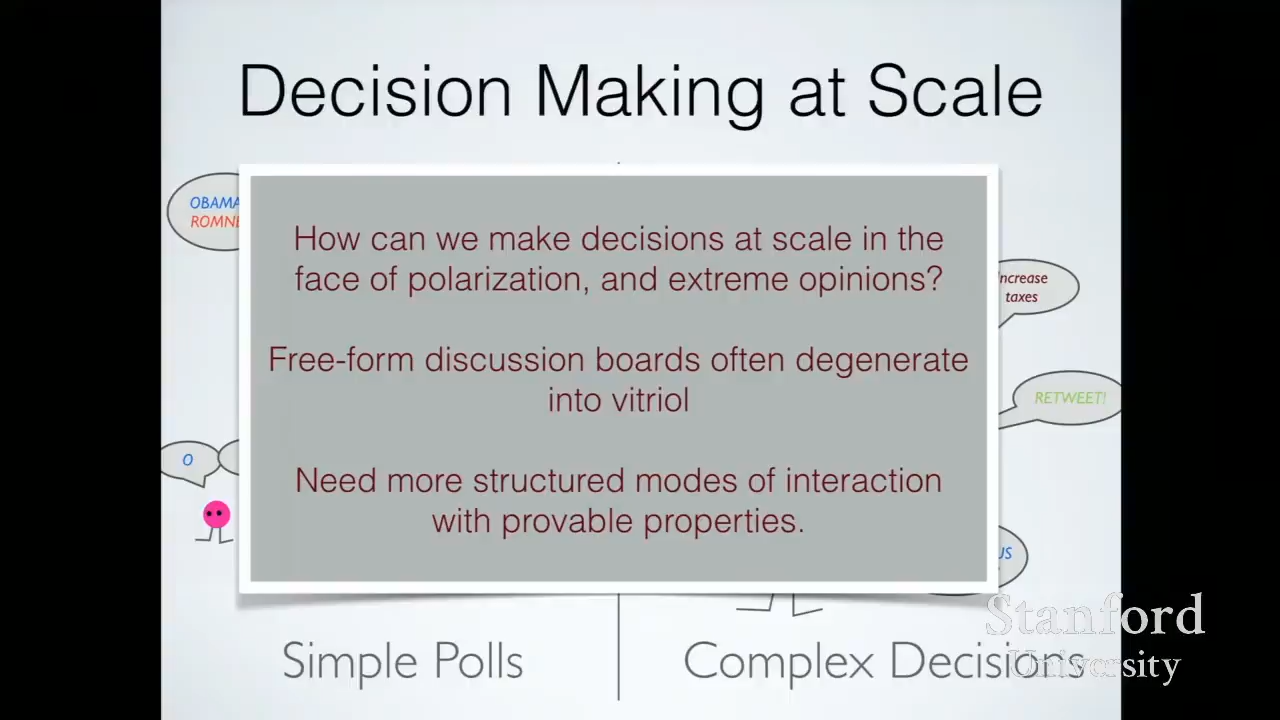 Decision Making at Scale
OBAMA
How can we make decisions at scale in the
face of polarization, and extreme opinions?
Free-form discussion boards often degenerate
into vitriol
Need more structured modes of interaction
with provable properties.
increase
taxes
RETWEET!
O
Simple Polls
Complex Decisions
Stanford
University